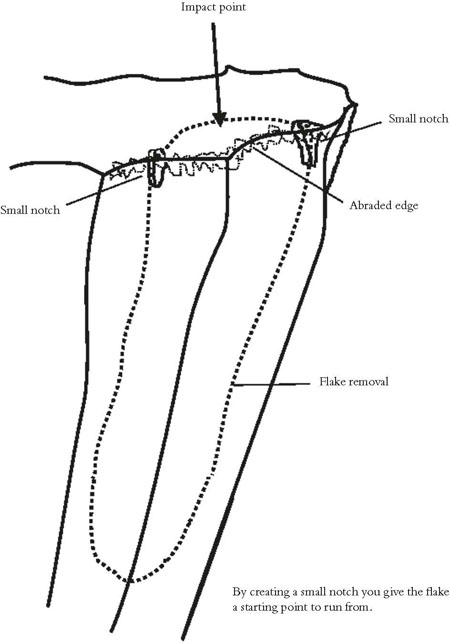 Impact point
Small notch
Small notch
Abraded edge
Flake removal
By creating a small notch you give the flake
a starting point to run from.